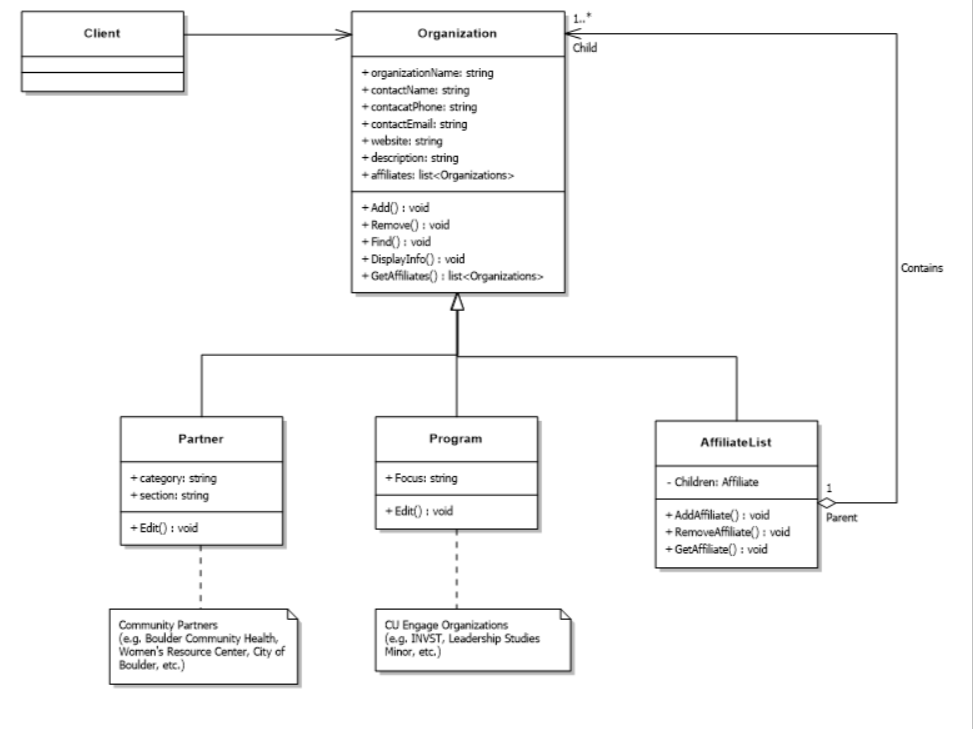 Client
Organization
+ organizationName: string
+ contactName: string
+ contacatPhone: string
+ contactEmail: string
+ website: string
+ description: string
+ affiliates: list<Organizations>
+ Add() : void
+ Remove() : void
+ Find() : void
+ DisplayInfo() : void
+ GetAffiliates() : list<Organizations>
1..*
Child
Contains
Partner
+ category: string
+ section: string
+ Edit() : void
Program
+ Focus: string
+ Edit() : void
AffiliateList
- Children: Affiliate
+ AddAffiliate() : void
+ RemoveAffiliate() : void
+ GetAffiliate() : void
1
Parent
Community Partners
(e.g. Boulder Community Health,
Women's Resource Center, City of
Boulder, etc.)
CU Engage Organizations
(e.g. INVST, Leadership Studies
Minor, etc.)